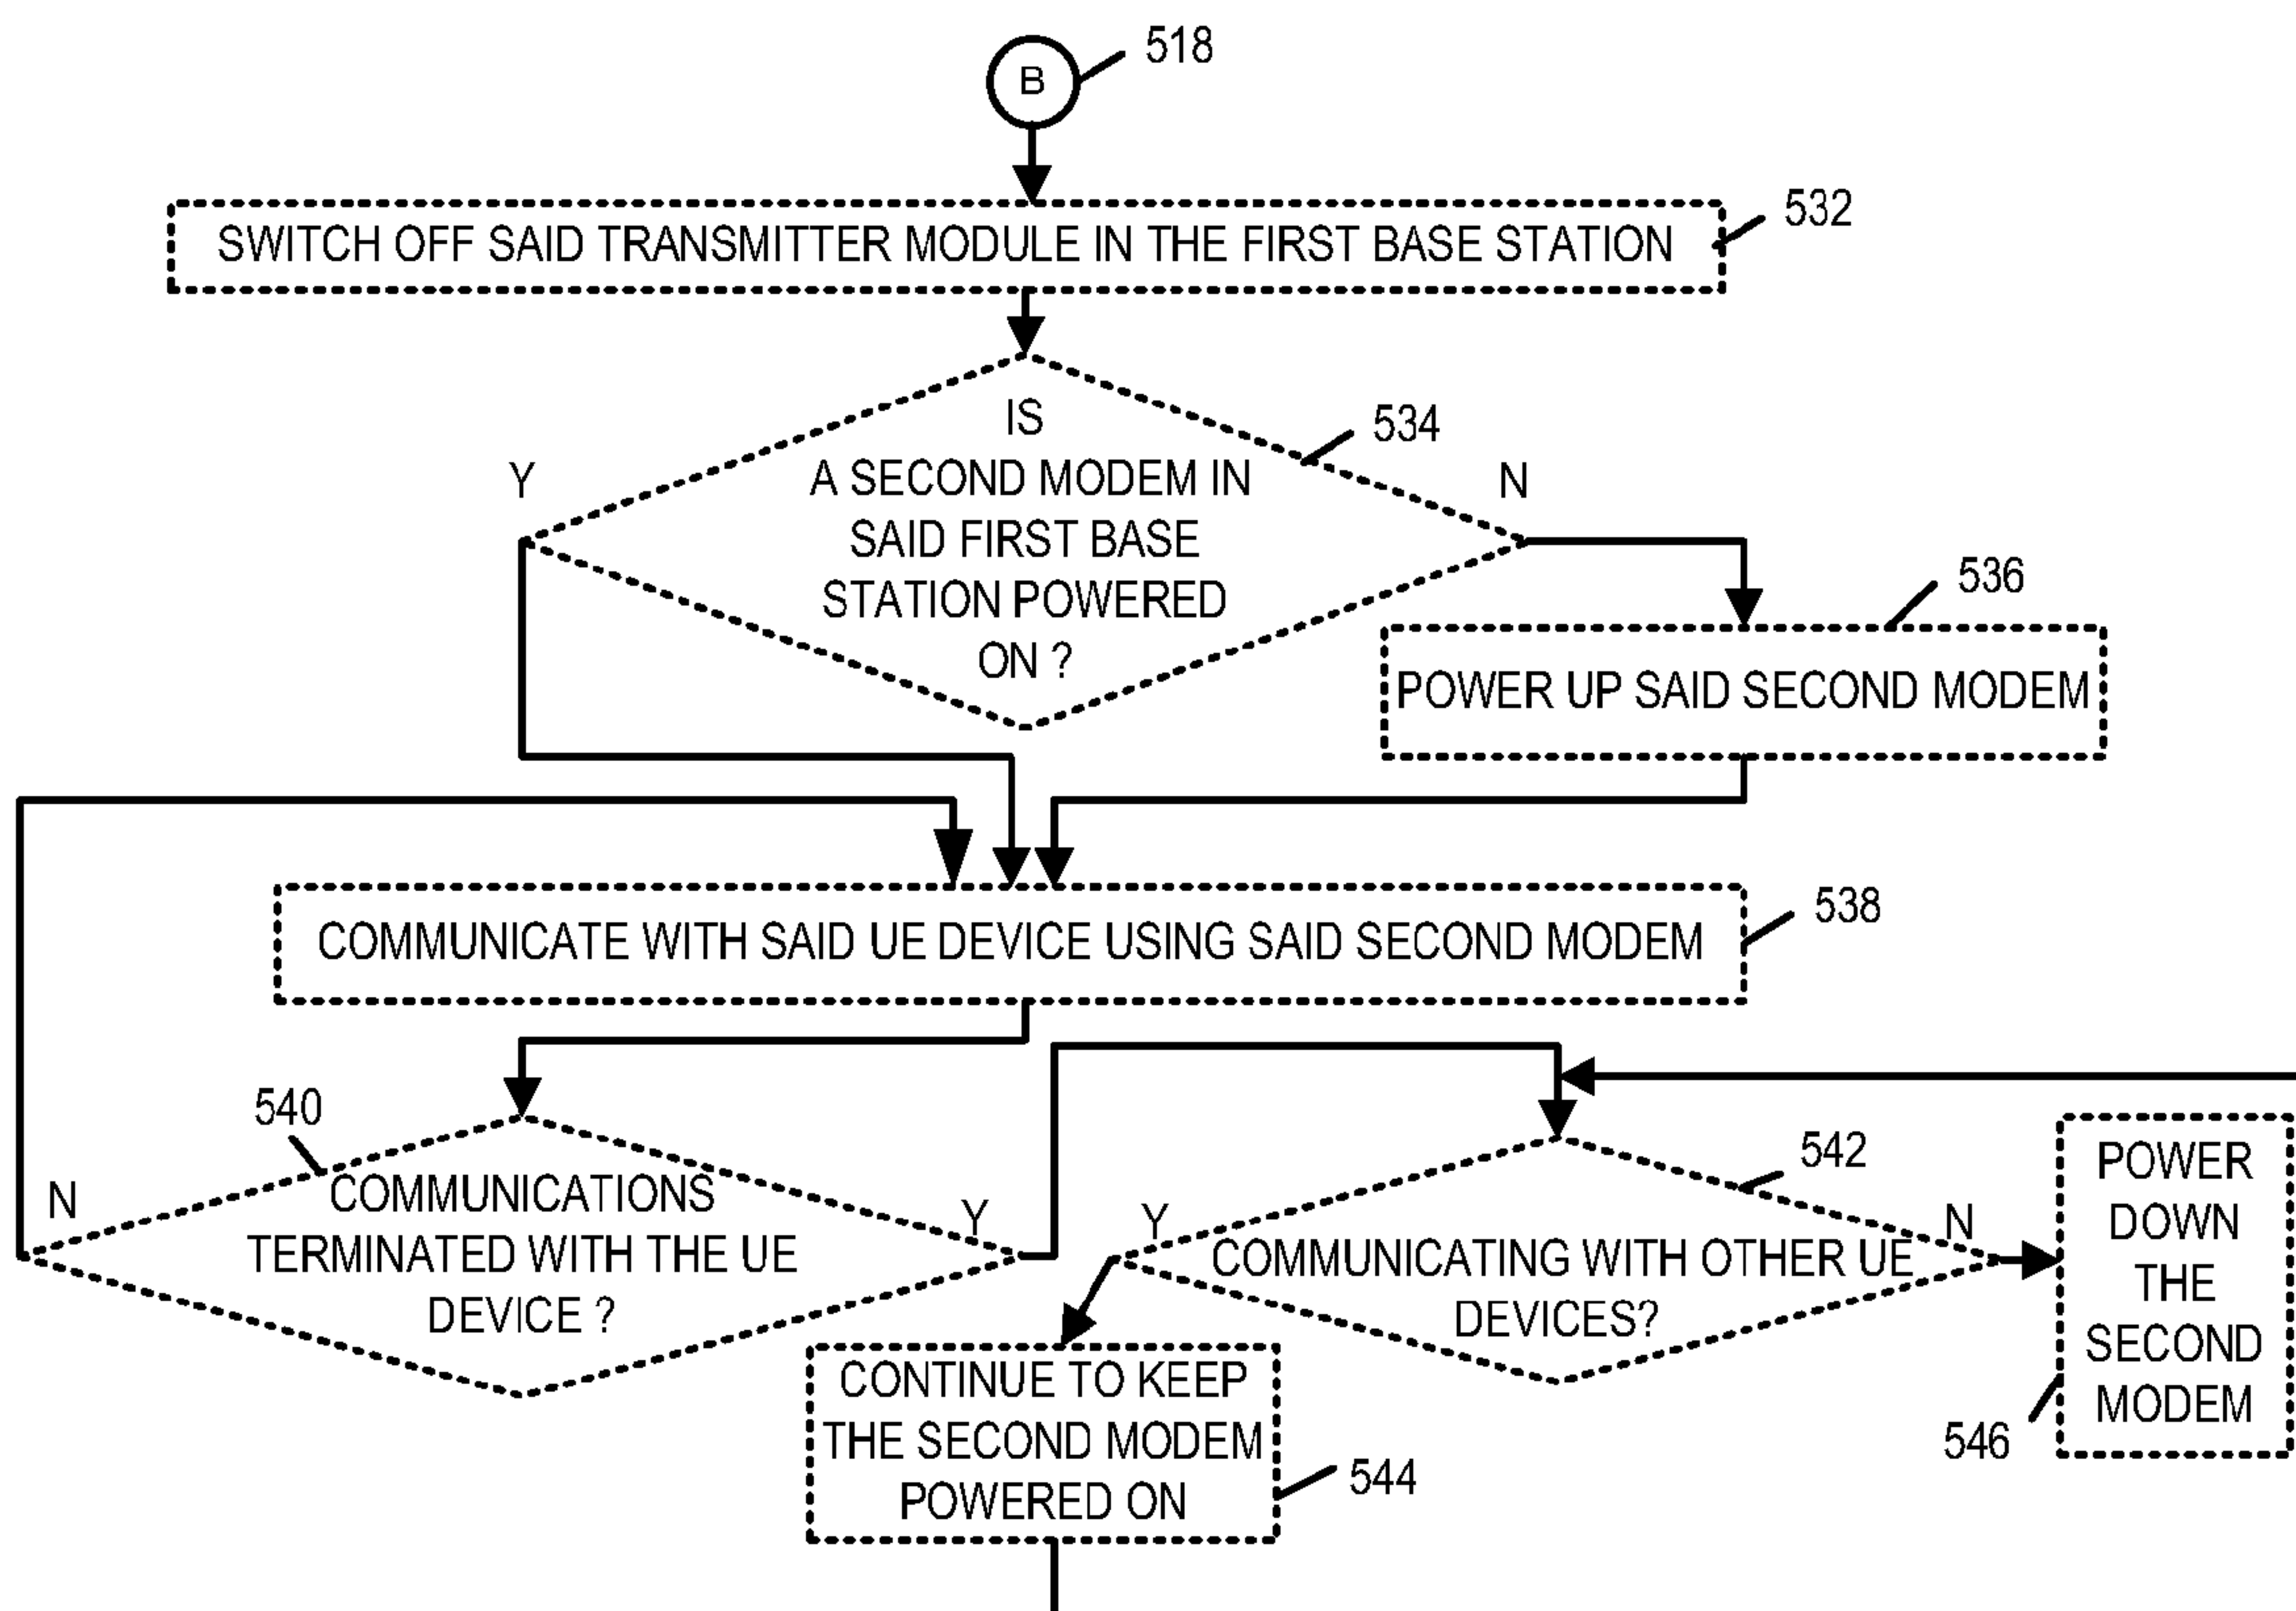 B
518
SWITCH OFF SAID TRANSMITTER MODULE IN THE FIRST BASE STATION
532
IS
A SECOND MODEM IN
SAID FIRST BASE
STATION POWERED
ON ?
534
Y
N
536
POWER UP SAID SECOND MODEM
COMMUNICATE WITH SAID UE DEVICE USING SAID SECOND MODEM
538
540
N
COMMUNICATIONS
TERMINATED WITH THE UE
DEVICE ?
Y
542
Y
COMMUNICATING WITH OTHER UE
DEVICES?
N
POWER
DOWN
THE
SECOND
MODEM
546
CONTINUE TO KEEP
THE SECOND MODEM
POWERED ON
544